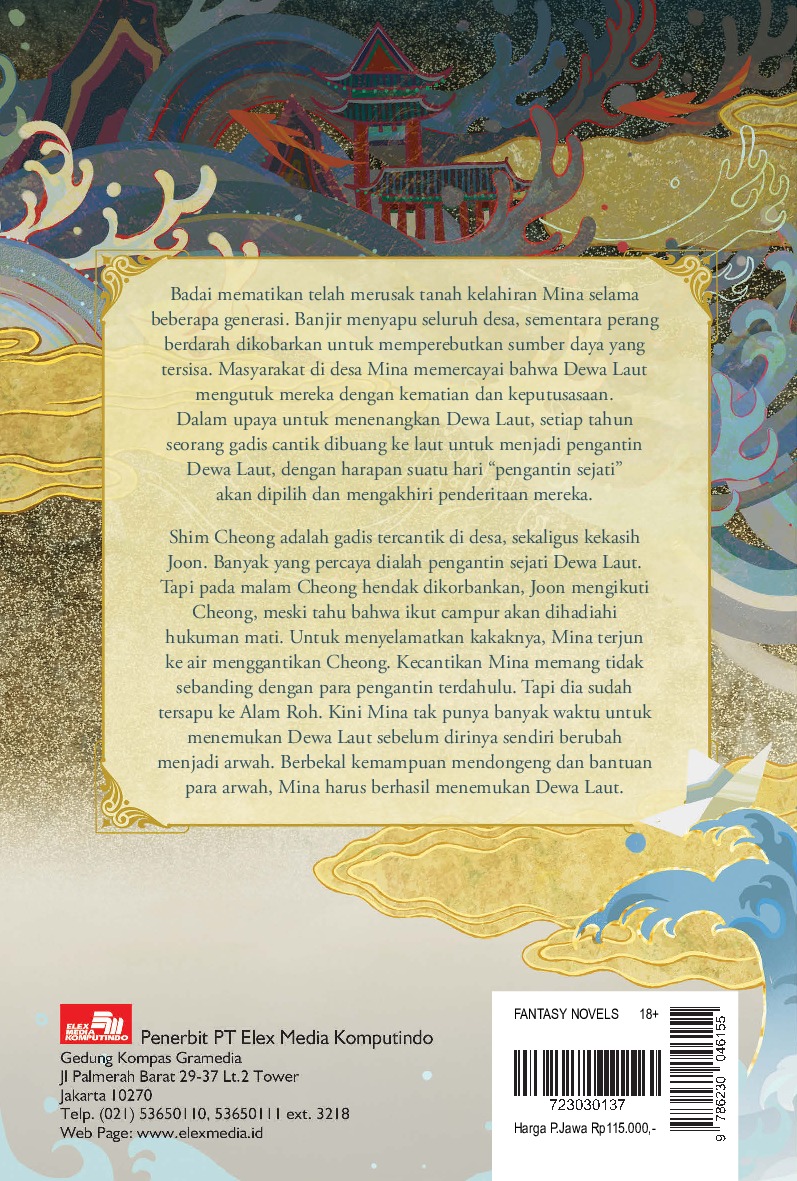 Badai mematikan telah merusak tanah kelahiran Mina selama
beberapa generasi. Banjir menyapu seluruh desa, sementara perang
berdarah dikobarkan untuk memperebutkan sumber daya yang
tersisa. Masyarakat di desa Mina memercayai bahwa Dewa Laut
mengutuk mereka dengan kematian dan keputusasaan.
Dalam upaya untuk menenangkan Dewa Laut, setiap tahun
seorang gadis cantik dibuang ke laut untuk menjadi pengantin
Dewa Laut, dengan harapan suatu hari “pengantin sejati”
akan dipilih dan mengakhiri penderitaan mereka.
Shim Cheong adalah gadis tercantik di desa, sekaligus kekasih
Joon. Banyak yang percaya dialah pengantin sejati Dewa Laut.
Tapi pada malam Cheong hendak dikorbankan, Joon mengikuti
Cheong, meski tahu bahwa ikut campur akan dihadiahi
hukuman mati. Untuk menyelamatkan kakaknya, Mina terjun
ke air menggantikan Cheong. Kecantikan Mina memang tidak
sebanding dengan para pengantin terdahulu. Tapi dia sudah
tersapu ke Alam Roh. Kini Mina tak punya banyak waktu untuk
menemukan Dewa Laut sebelum dirinya sendiri berubah
menjadi arwah. Berbekal kemampuan mendongeng dan bantuan
para arwah, Mina harus berhasil menemukan Dewa Laut.
ELEX
MEDIA
KOMPUTINDO
Penerbit PT Elex Media Komputindo
Gedung Kompas Gramedia
Jl Palmerah Barat 29-37 Lt.2 Tower
Jakarta 10270
Telp. (021) 53650110, 53650111 ext. 3218
Web Page: www.elexmedia.id
FANTASY NOVELS 18+
723030137
Harga P.Jawa Rp115.000,-
9 786230 046155